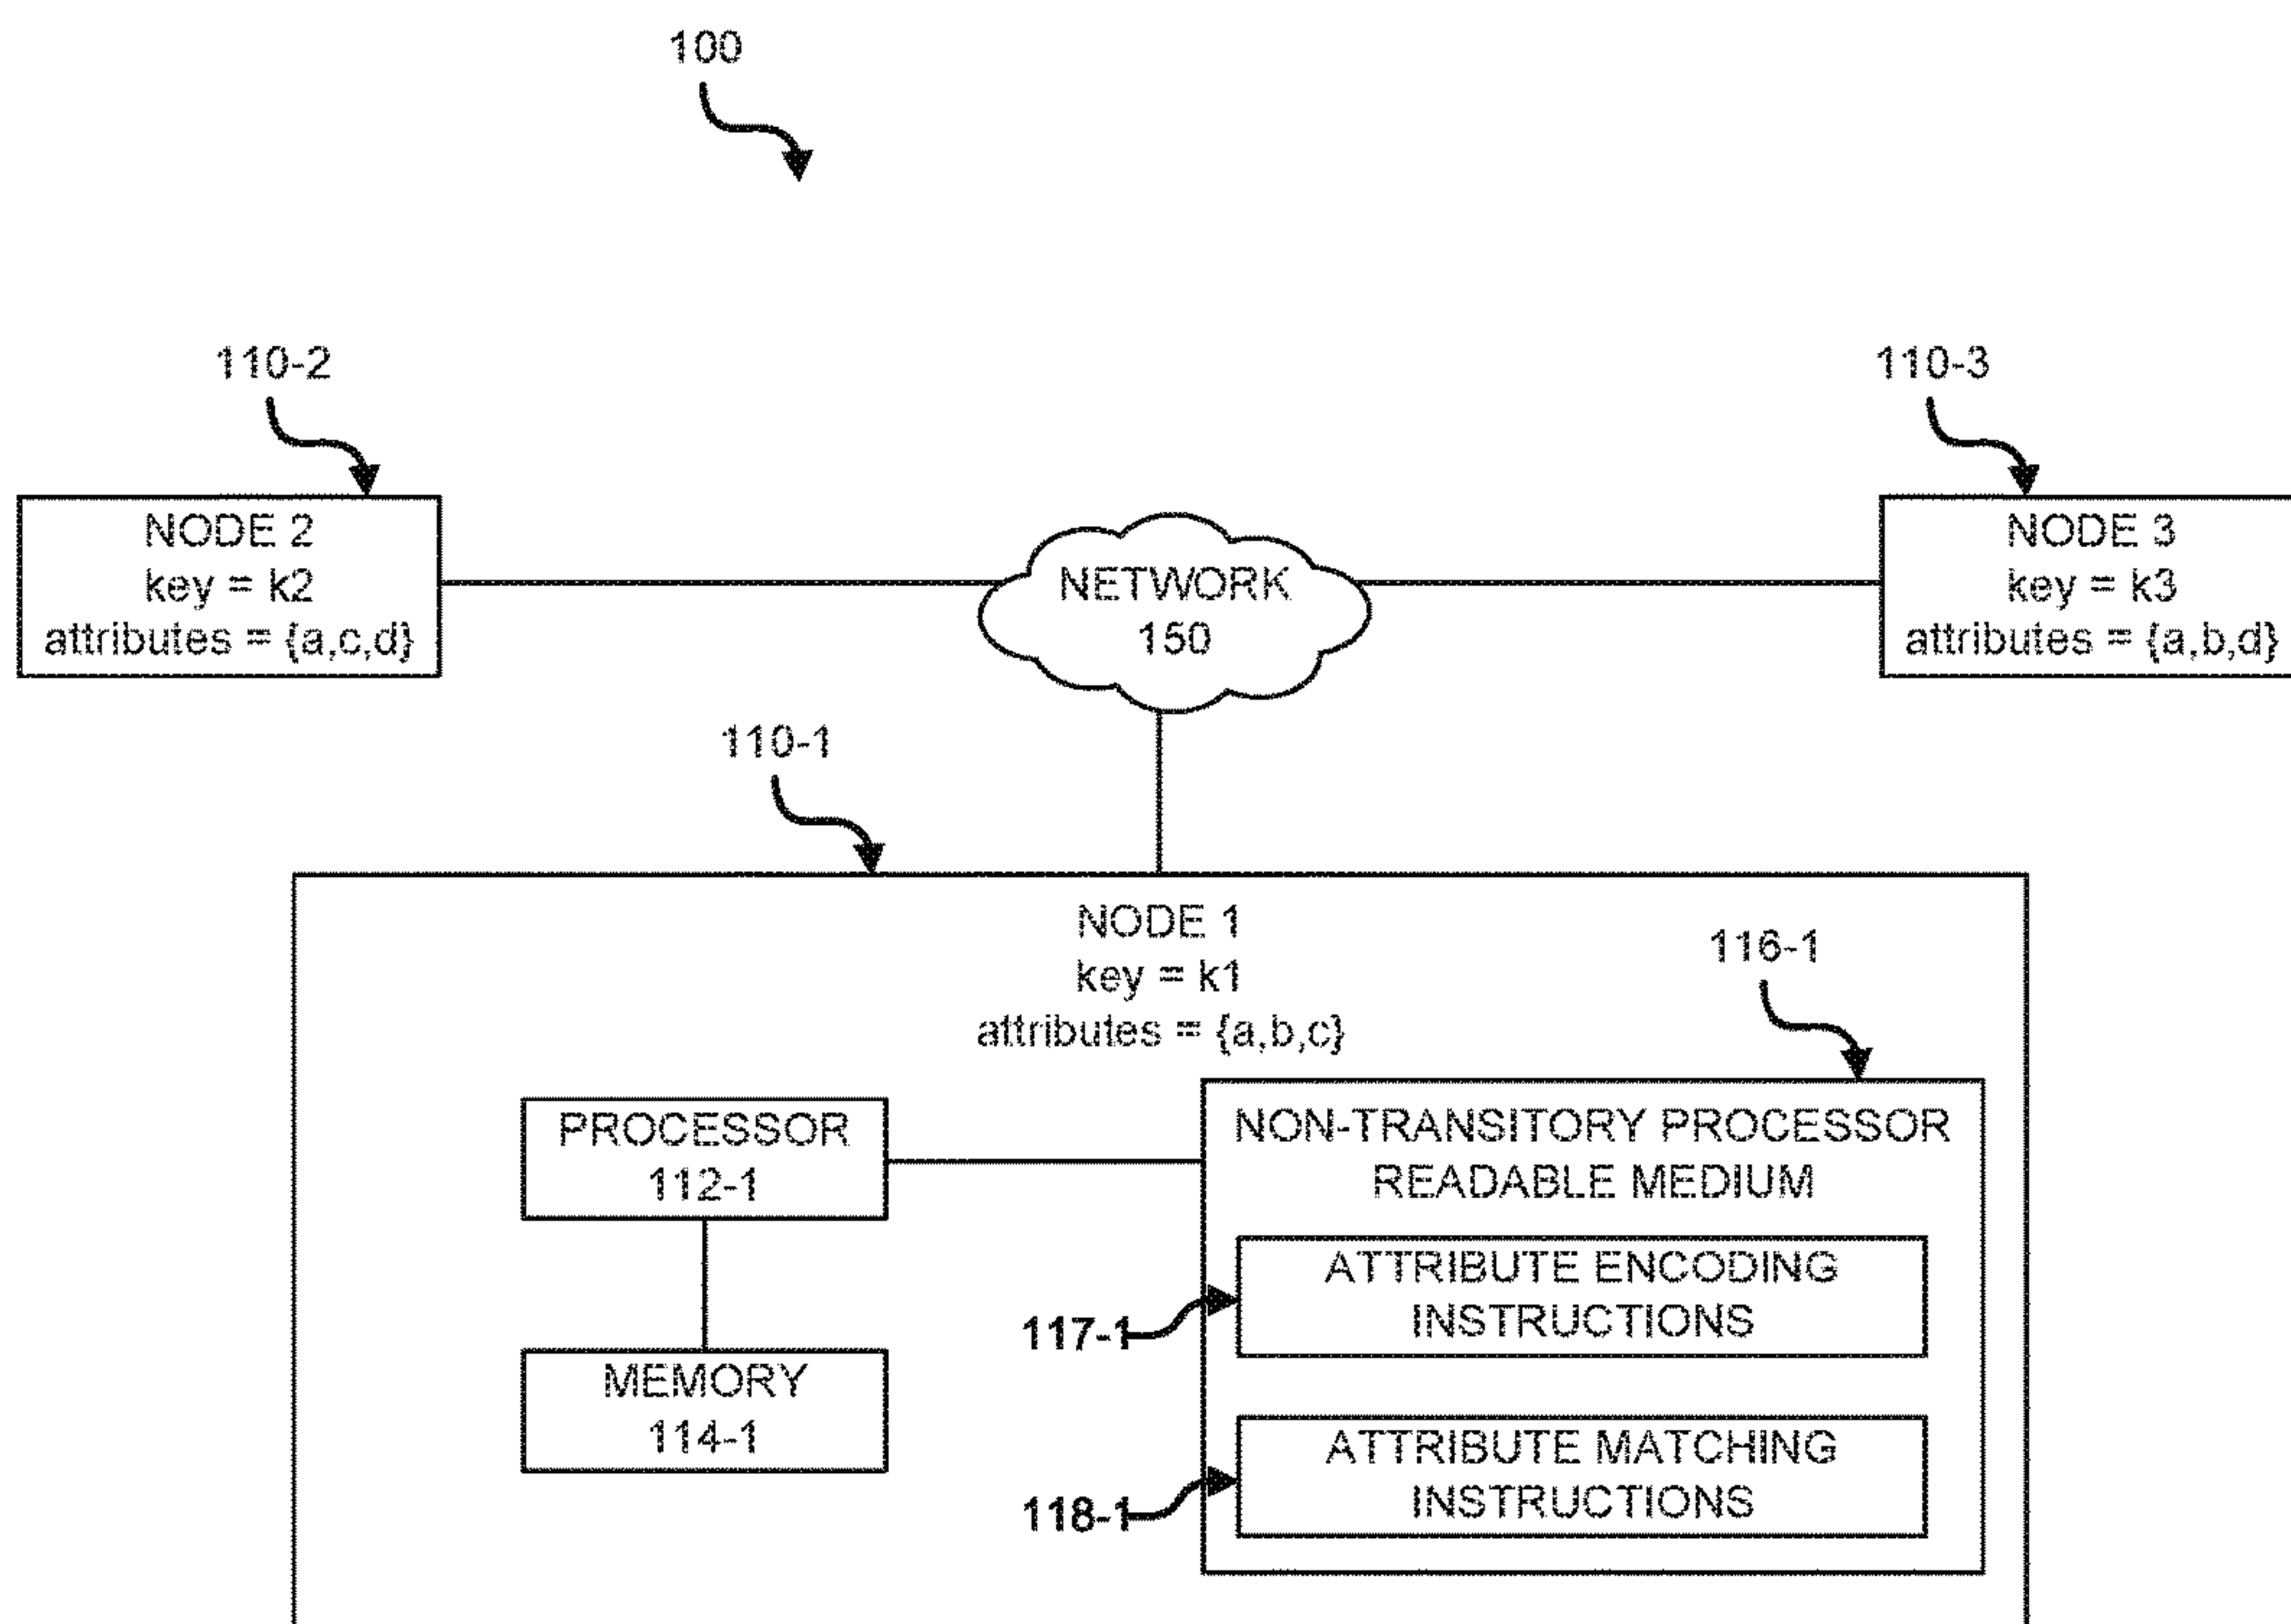 100
110-2
110-3
NODE 2
key = k2
attributes = {a,c,d}
NETWORK
150
NODE 3
key = k3
attributes = {a,b,d}
110-1
NODE 1
key = k1
attributes = {a,b,c}
116-1
PROCESSOR
112-1
NON-TRANSITORY PROCESSOR
READABLE MEDIUM
ATTRIBUTE ENCODING
INSTRUCTIONS
117-1
MEMORY
114-1
ATTRIBUTE MATCHING
INSTRUCTIONS
118-1